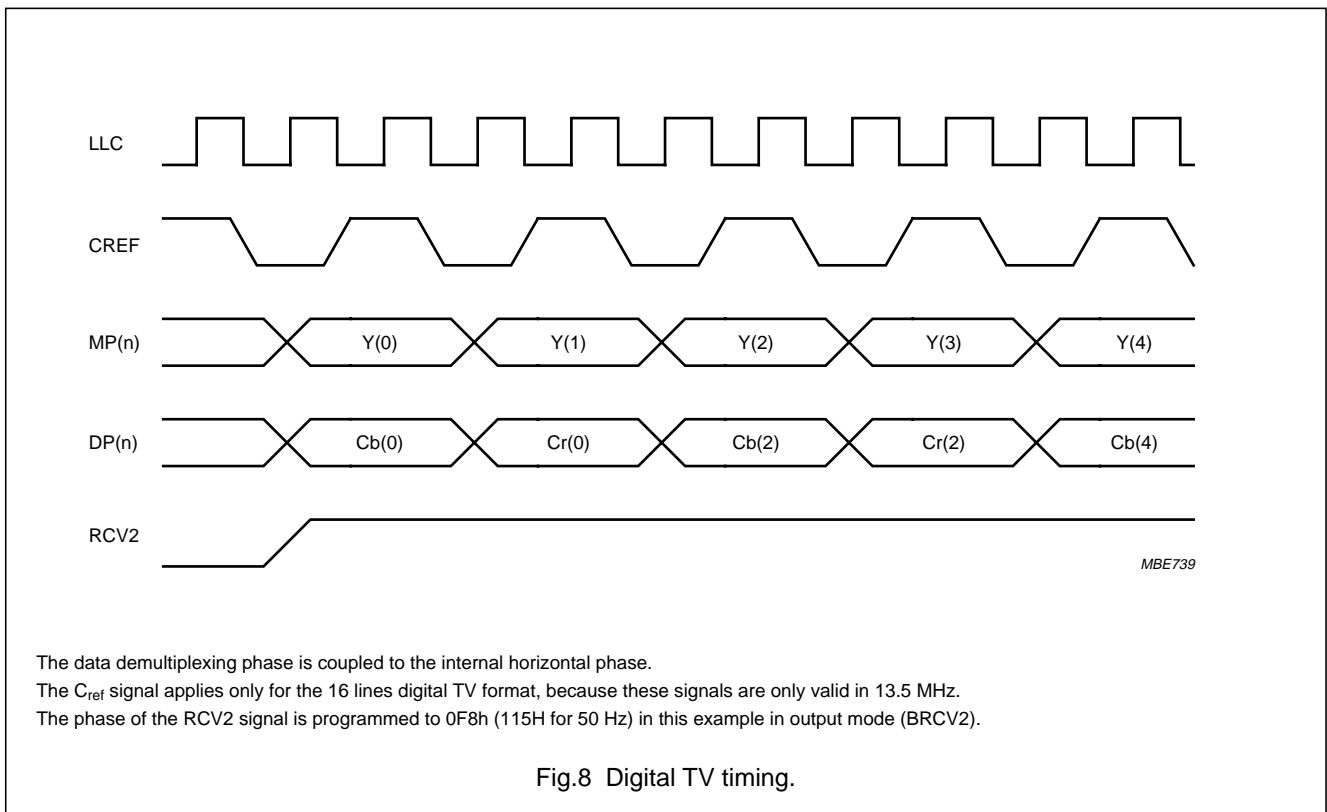 LLC
CREF
MP(n) Y(0) Y(1) Y(2) Y(3) Y(4)
DP(n) Cb(0) Cr(0) Cb(2) Cr(2) Cb(4)
RCV2
MBE739
The data demultiplexing phase is coupled to the internal horizontal phase.
The Cref signal applies only for the 16 lines digital TV format, because these signals are only valid in 13.5 MHz.
The phase of the RCV2 signal is programmed to 0F8h (115H for 50 Hz) in this example in output mode (BRCV2).
Fig.8 Digital TV timing.